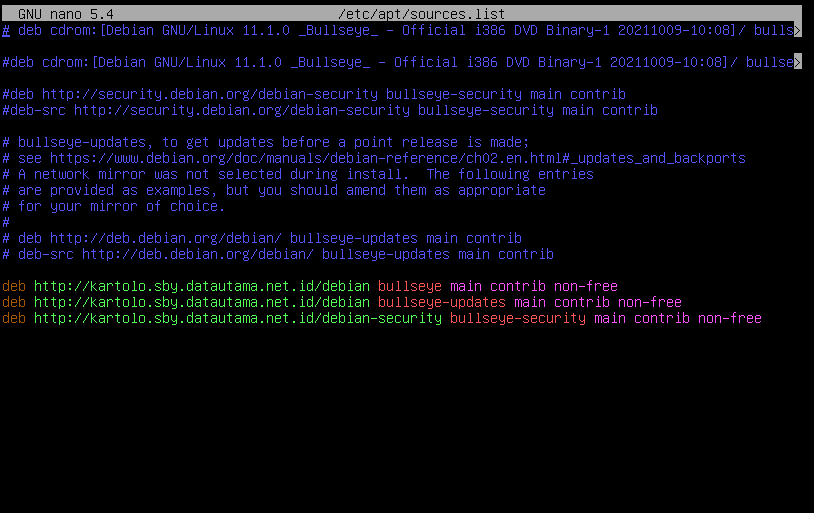 GNU nano 5.4 /etc/apt/sources.list
# deb cdrom:[Debian GNU/Linux 11.1.0 _Bullseye_ - Official i386 DVD Binary-1 20211009-10:08]/ bulls>
#deb cdrom:[Debian GNU/Linux 11.1.0 _Bullseye_ - Official i386 DVD Binary-1 20211009-10:08]/ bullse>
#deb http://security.debian.org/debian-security bullseye-security main contrib
#deb-src http://security.debian.org/debian-security bullseye-security main contrib
# bullseye-updates, to get updates before a point release is made;
# see https://www.debian.org/doc/manuals/debian-reference/ch02.en.html#_updates_and_backports
# A network mirror was not selected during install.  The following entries
# are provided as examples, but you should amend them as appropriate
# for your mirror of choice.
#
# deb http://deb.debian.org/debian/ bullseye-updates main contrib
# deb-src http://deb.debian.org/debian/ bullseye-updates main contrib
deb http://kartolo.sby.datautama.net.id/debian bullseye main contrib non-free
deb http://kartolo.sby.datautama.net.id/debian bullseye-updates main contrib non-free
deb http://kartolo.sby.datautama.net.id/debian-security bullseye-security main contrib non-free